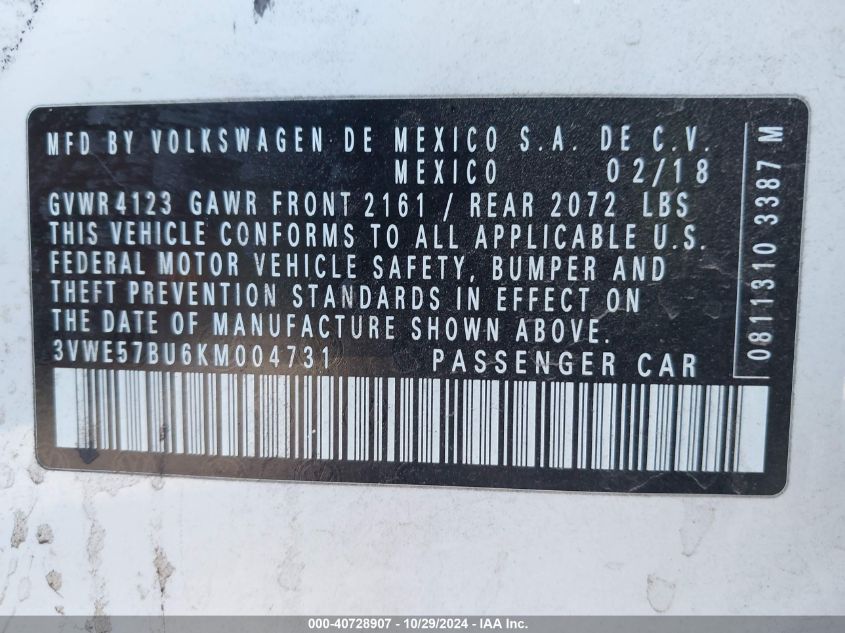 MFD BY VOLKSWAGEN DE MEXICO S.A. DE C.V.
MEXICO 02/18
GVWR 4123 GAWR FRONT 2161 / REAR 2072 LBS
THIS VEHICLE CONFORMS TO ALL APPLICABLE U.S.
FEDERAL MOTOR VEHICLE SAFETY, BUMPER AND
THEFT PREVENTION STANDARDS IN EFFECT ON
THE DATE OF MANUFACTURE SHOWN ABOVE.
3VWE57BU6KM004731 PASSENGER CAR
0811310 3387 M
000-40728907 - 10/29/2024 - IAA Inc.